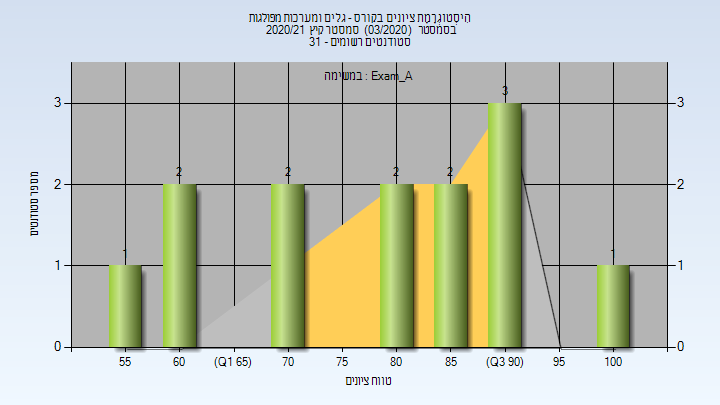 היסטוגרמת ציונים בקורס - גלים ומערכות מפולגות
בסמסטר (03/2020) סמסטר קיץ 2020/21
סטודנטים רשומים - 31
במשימה : Exam_A
3
3
3
2
2
2
2
2
2
1
1
1
1
0
0
מספר סטודנטים
55
60
(Q1 65)
70
75
80
85
(Q3 90)
95
100
טווח ציונים